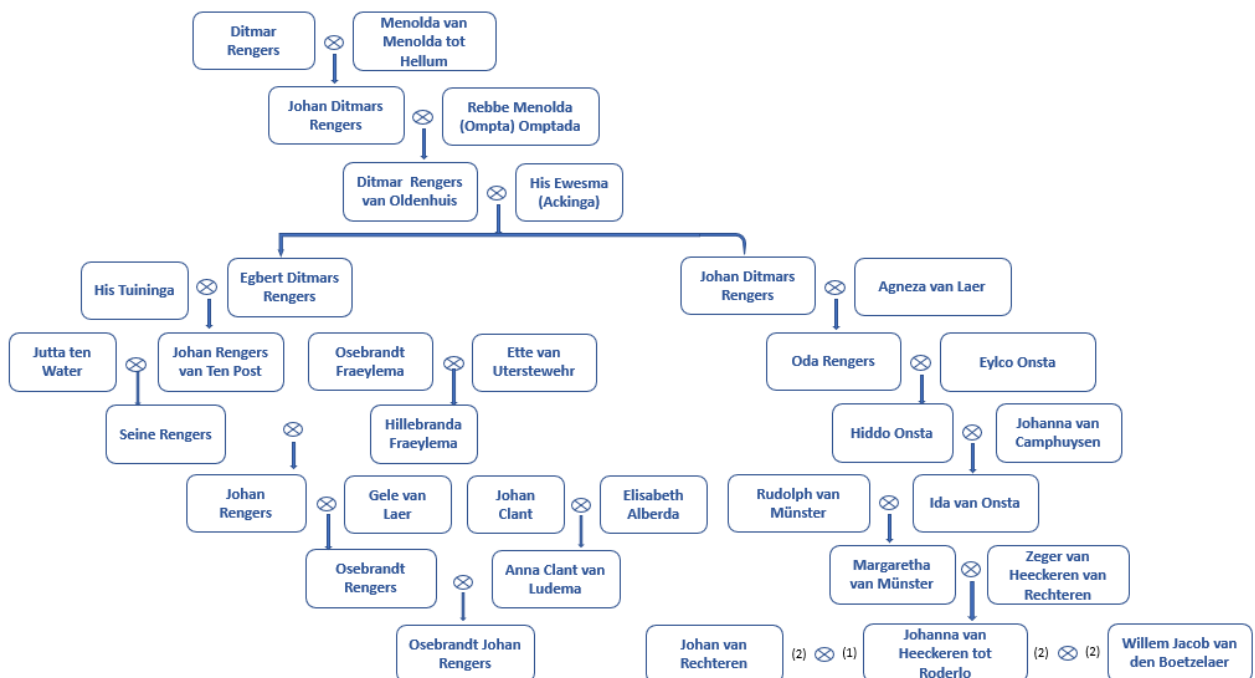 Ditmar
Rengers
Menolda van
Menolda tot
Hellum
Johan Ditmars
Rengers
Rebbe Menolda
(Ompta) Omptada
Ditmar Rengers
van Oldenhuis
His Ewesma
(Ackinga)
His Tuininga
Egbert Ditmars
Rengers
Johan Ditmars
Rengers
Agneza van Laer
Jutta ten
Water
Johan Rengers
van Ten Post
Osebrandt
Fraeylema
Ette van
Uterstewehr
Oda Rengers
Eylco Onsta
Seine Rengers
Hillebranda
Fraeylema
Hiddo Onsta
Johanna van
Camphuysen
Johan
Rengers
Gele van
Laer
Johan
Clant
Elisabeth
Alberda
Rudolph van
Münster
Ida van Onsta
Osebrandt
Rengers
Anna Clant van
Ludema
Margaretha
van Münster
Zeger van
Heeckeren van
Rechteren
Osebrandt Johan
Rengers
Johan van
Rechteren
(2)
(1)
Johanna van
Heeckeren tot
Roderlo
(2)
(2)
Willem Jacob van
den Boetzelaer